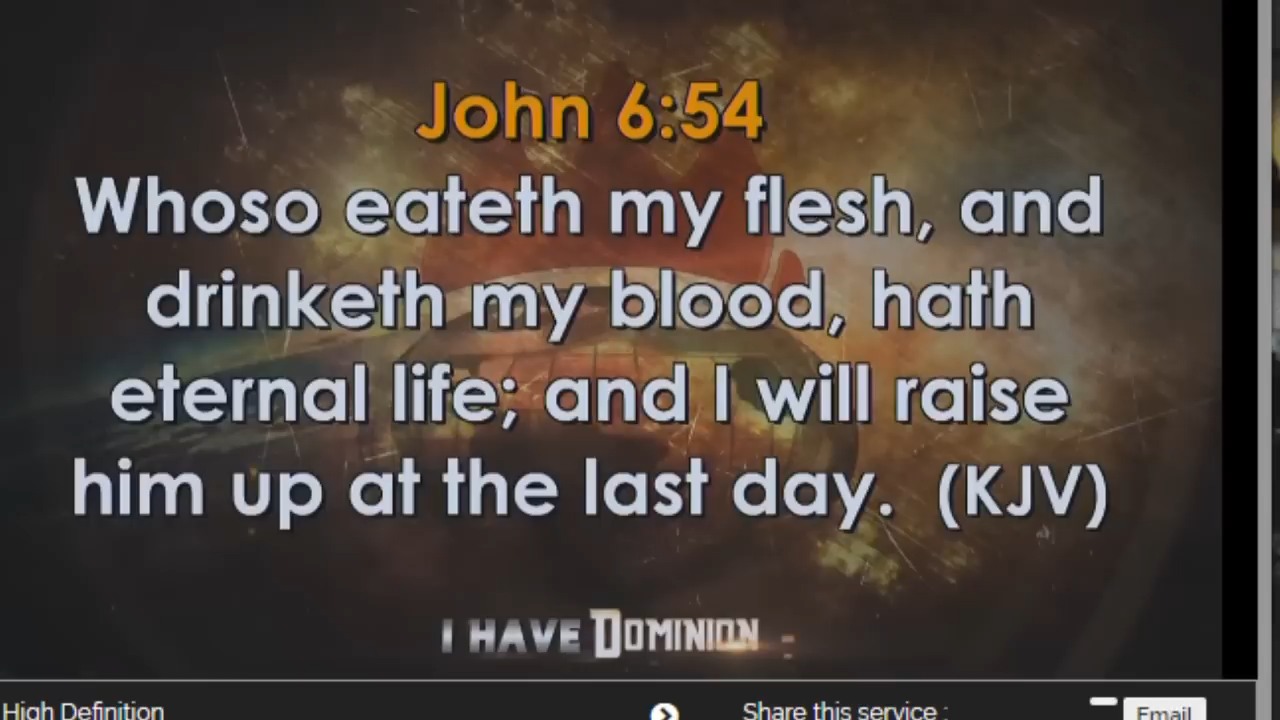 John 6:54
Whoso eateth my flesh, and
drinketh my blood, hath
eternal life; and I will raise
him up at the last day. (KJV)
I HAVE DOMINION
High Definition
Share this service :
Email